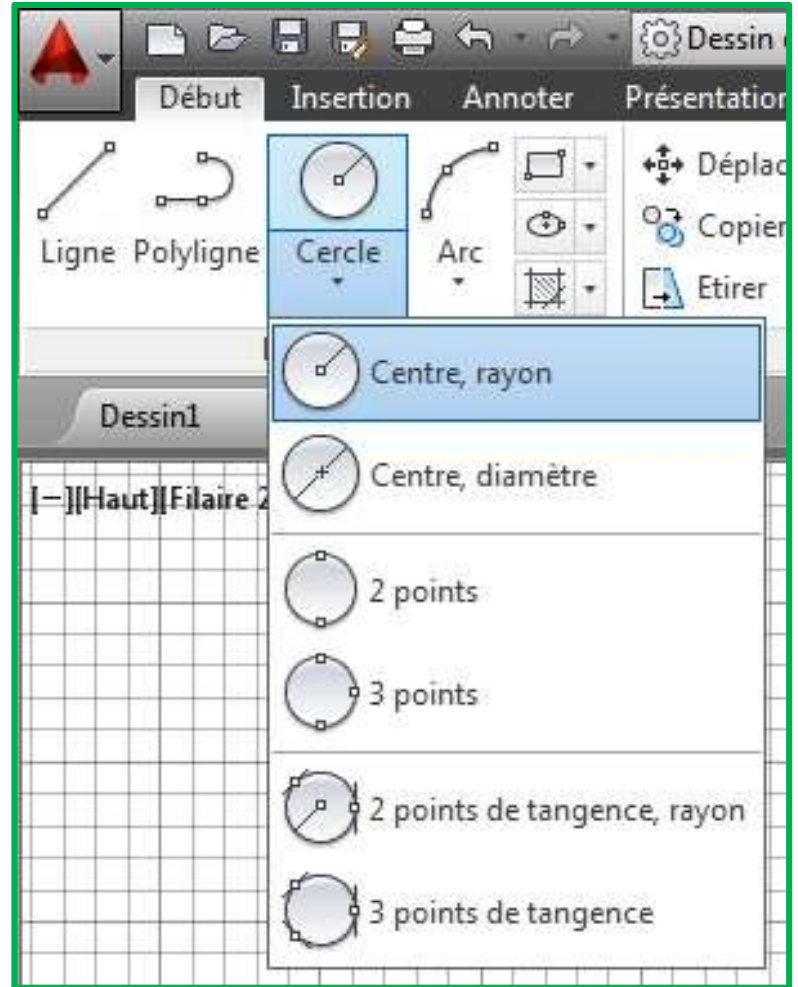 Dessin
Début Insertion Annoter Présentation
Ligne Polyligne Cercle Arc
Déplac
Copier
Etirer
Centre, rayon
Dessin1
Centre, diamètre
[−][Haut][Filaire 2
2 points
3 points
2 points de tangence, rayon
3 points de tangence